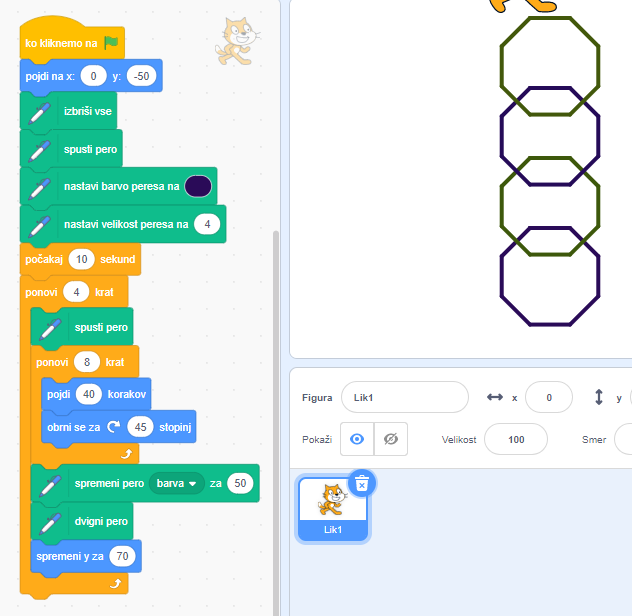 ko kliknemo na
pojdi na x: 0 y: -50
izbriši vse
spusti pero
nastavi barvo peresa na
nastavi velikost peresa na 4
počakaj 10 sekund
ponovi 4 krat
spusti pero
ponovi 8 krat
pojdi 40 korakov
obrni se za 45 stopinj
spremeni pero barva za 50
dvigni pero
spremeni y za 70
Figura Lik1 x 0 y
Pokaži Velikost 100 Smer
Lik1